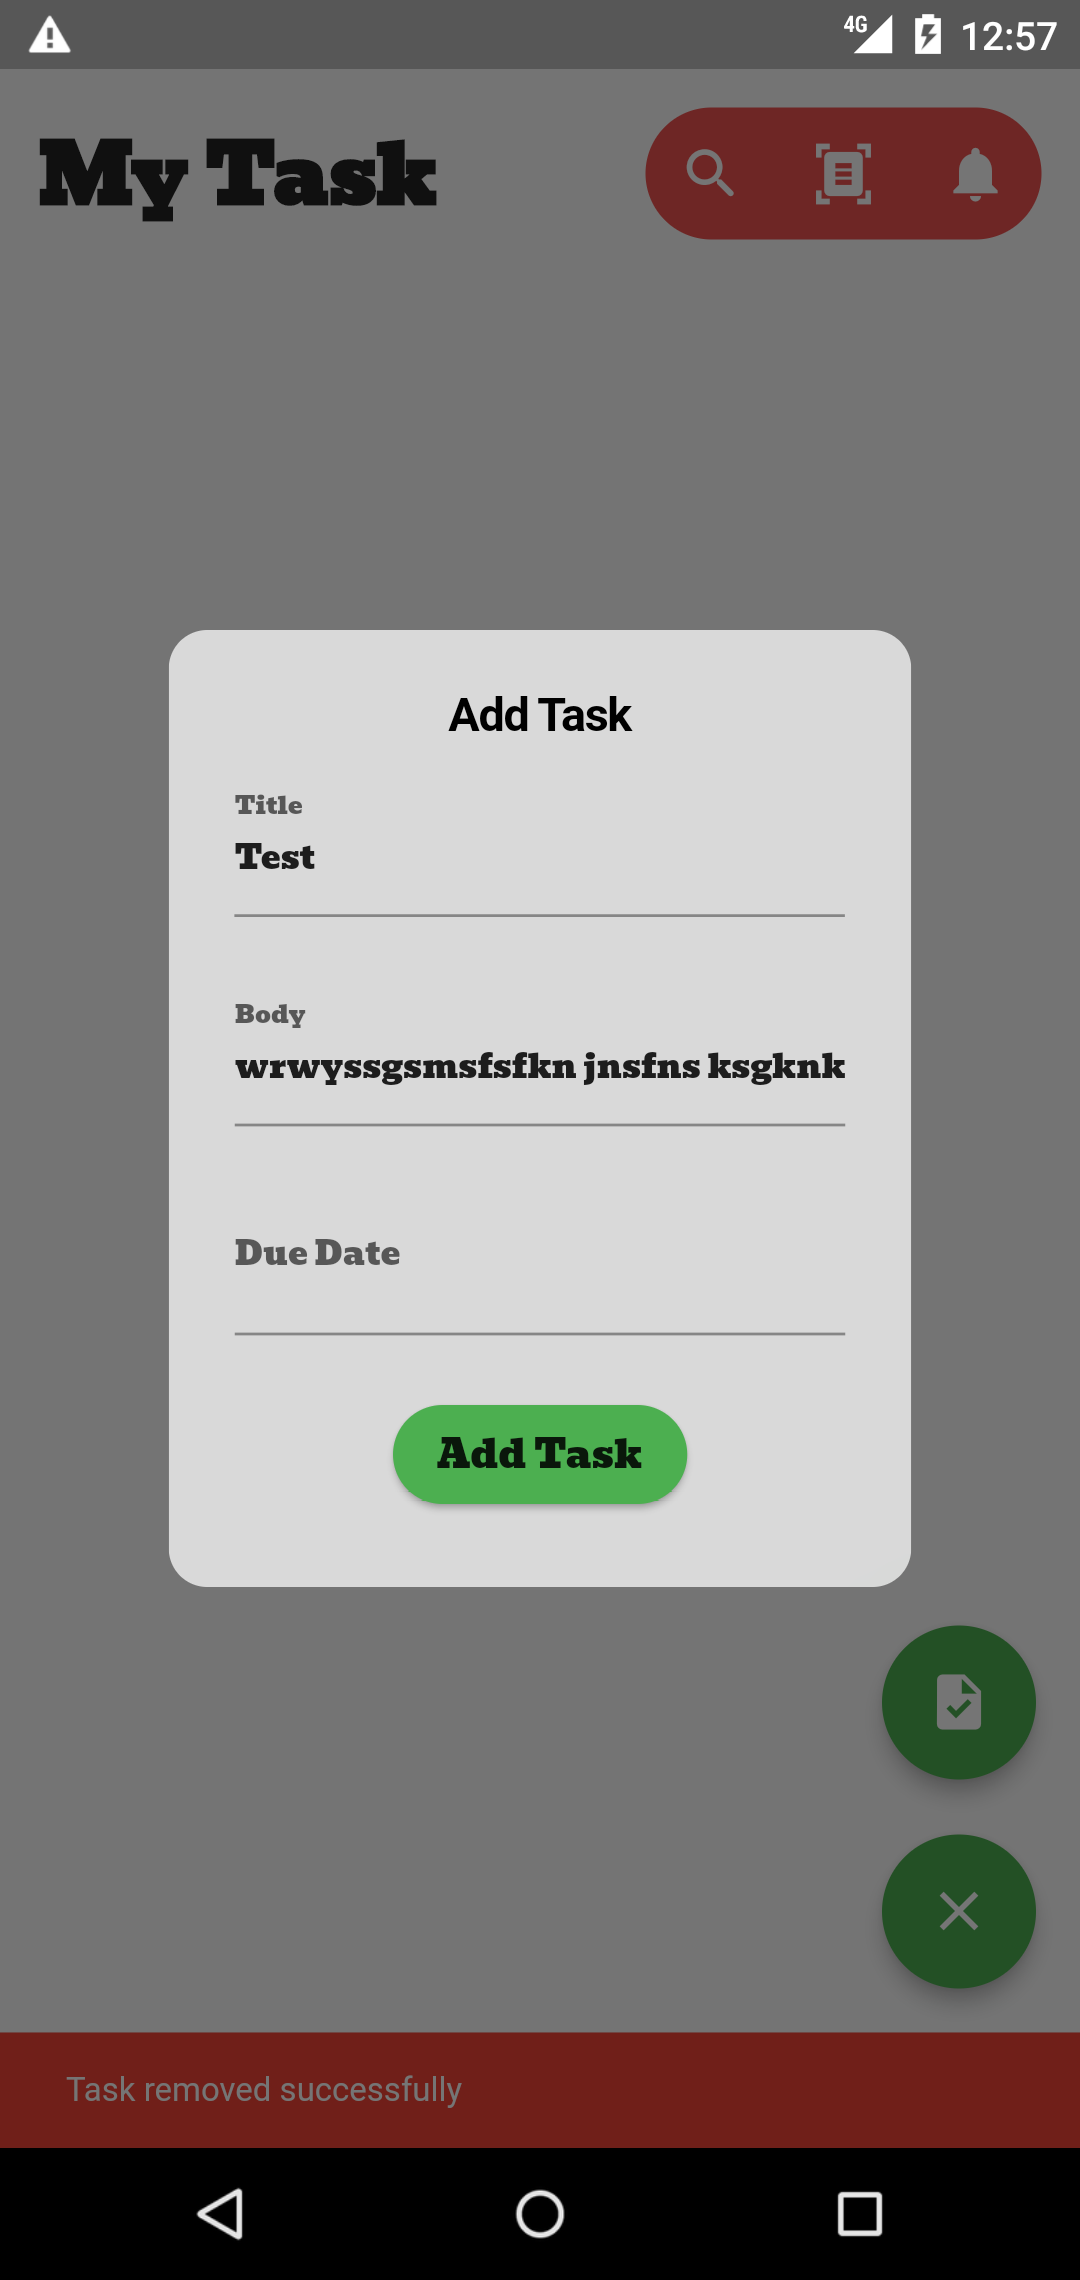 4G 12:57
My Task
Add Task
Title
Test
Body
wrwyssgsmsfsfkn jnsfns ksgknk
Due Date
Add Task
Task removed successfully